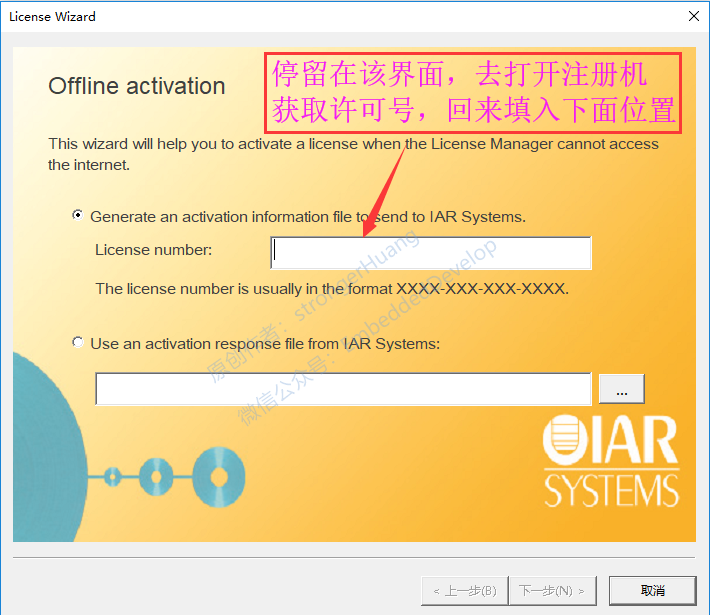 License Wizard
Offline activation
停留在该界面，去打开注册机
获取许可号，回来填入下面位置
This wizard will help you to activate a license when the License Manager cannot access
the internet.
Generate an activation information file to send to IAR Systems.
License number:
The license number is usually in the format XXXX-XXX-XXX-XXXX.
Use an activation response file from IAR Systems:
...
原创作者：strongerHuang
微信公众号：EmbeddedDevelop
IAR
SYSTEMS
< 上一步(B)
下一步(N) >
取消